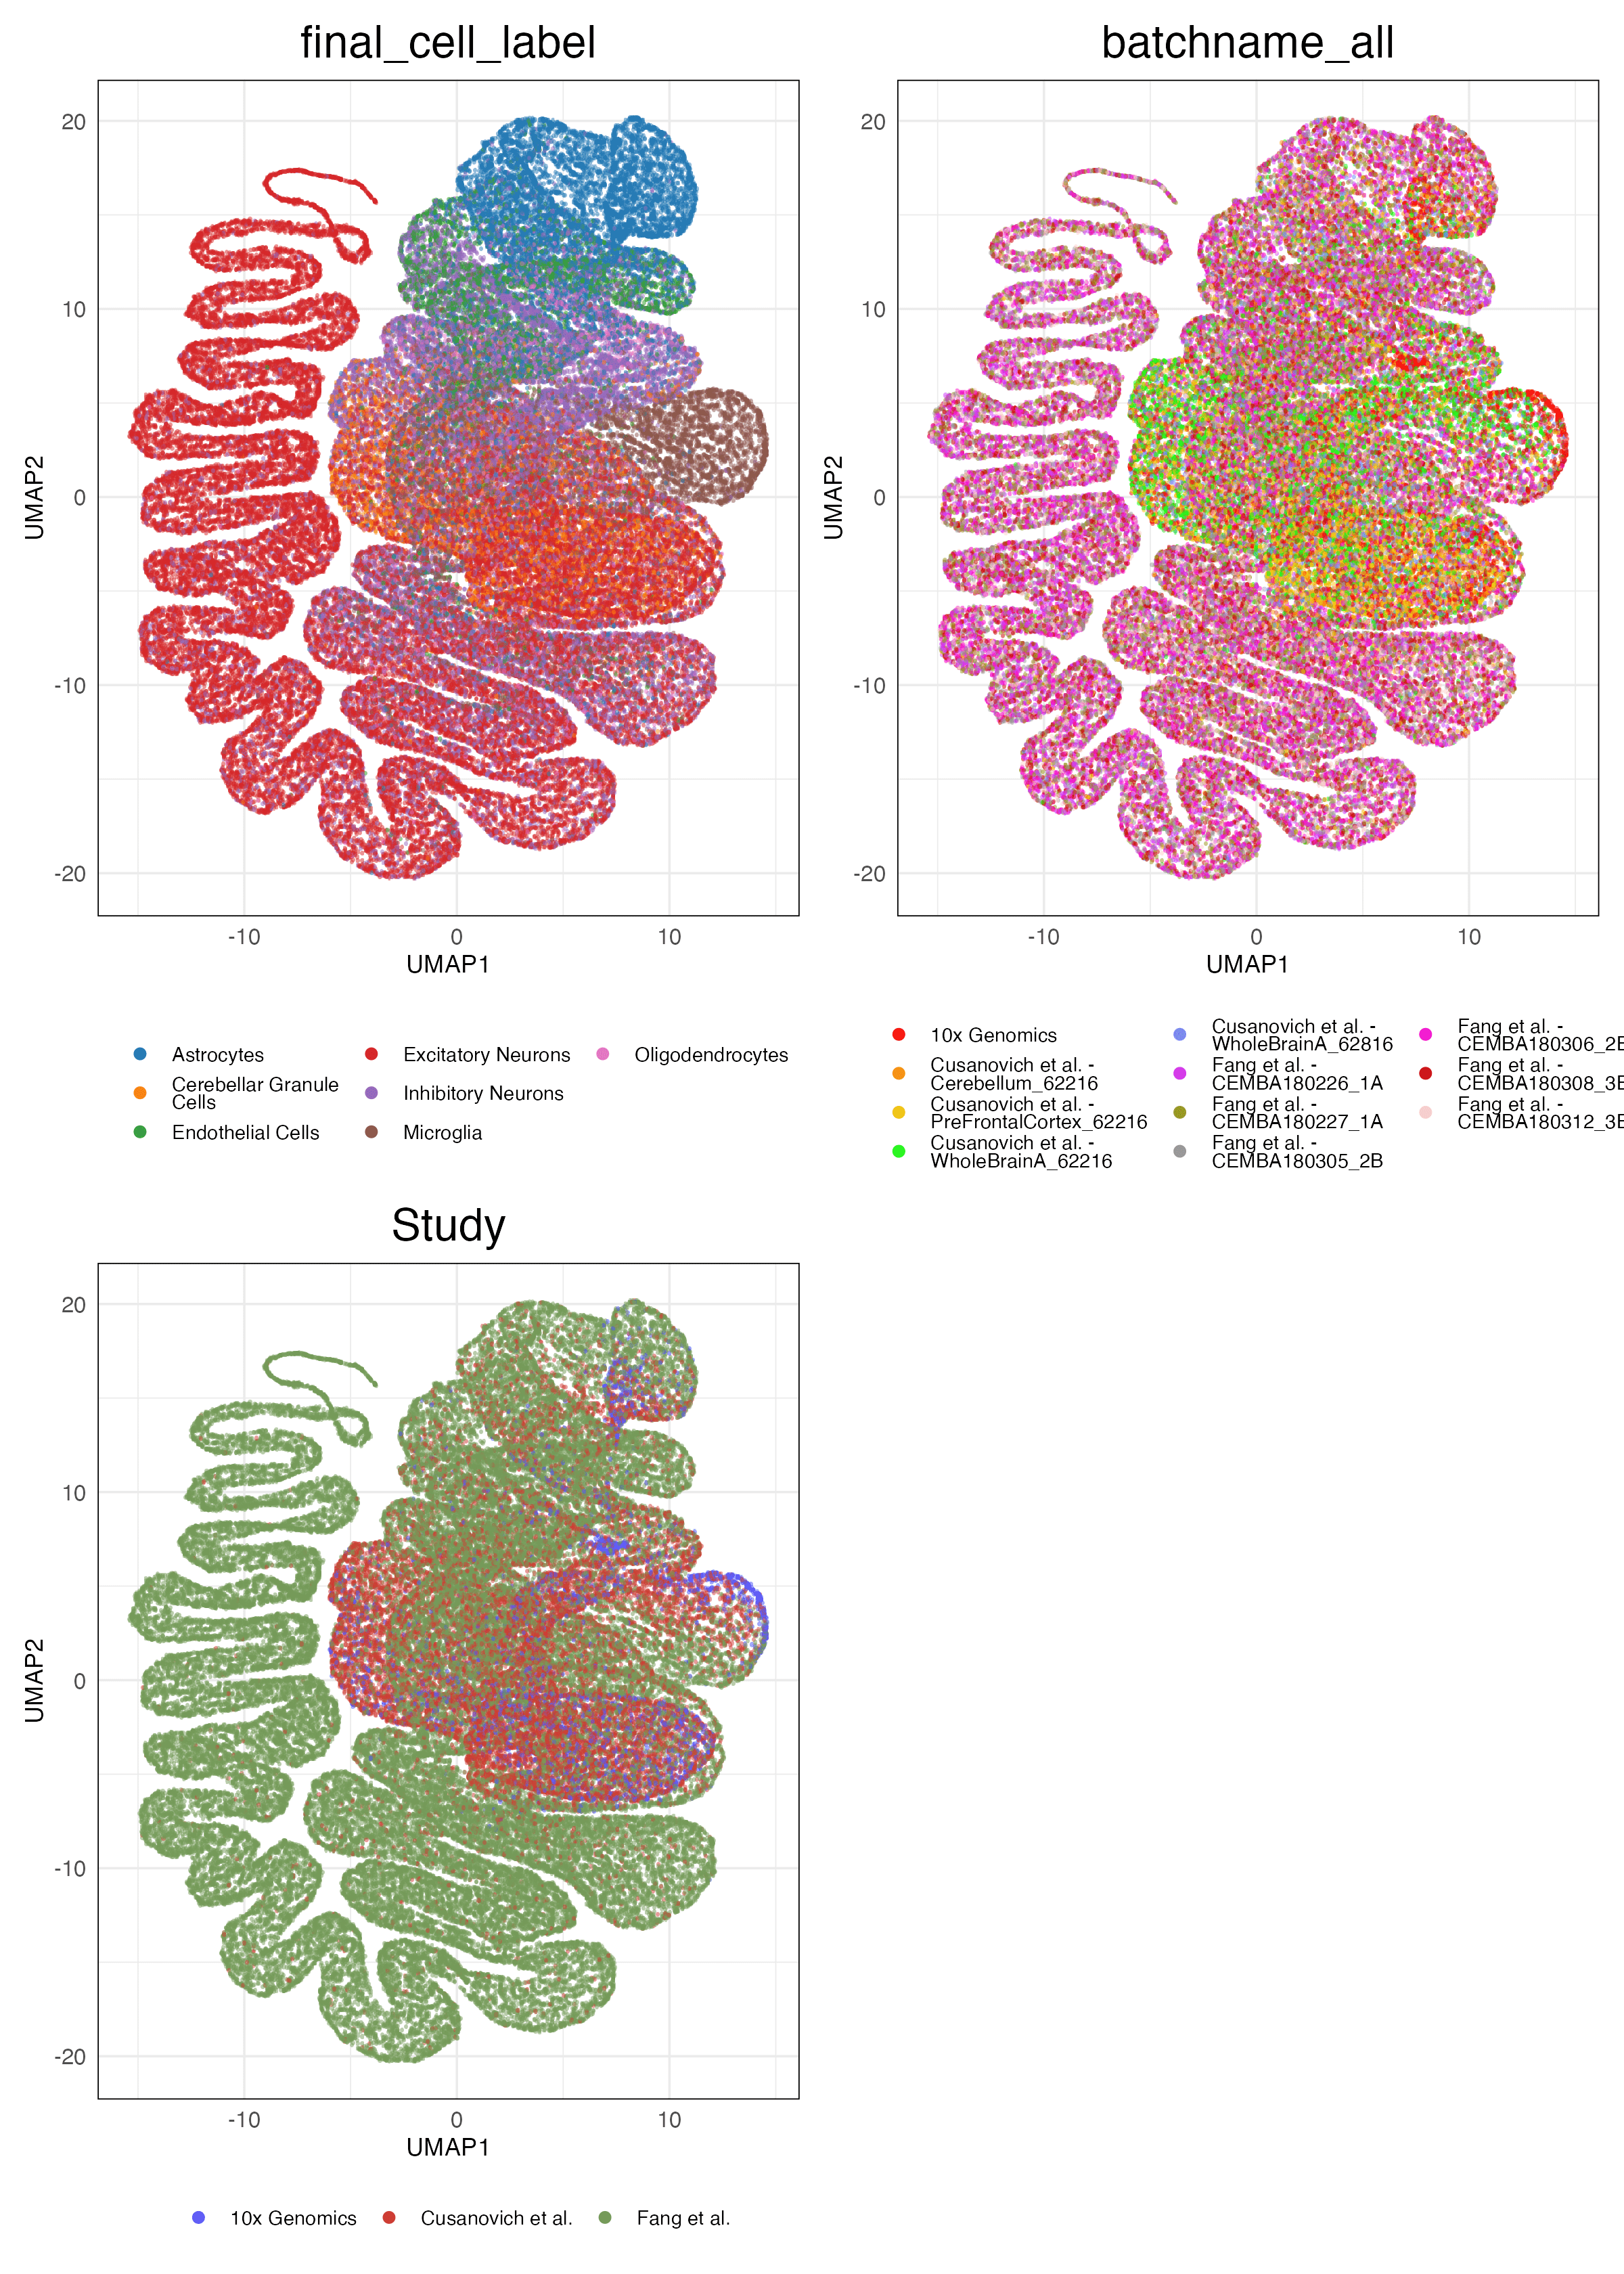 final_cell_label
batchname_all
20
10
0
-10
-20
UMAP2
-10
0
10
UMAP1
20
10
0
-10
-20
UMAP2
-10
0
10
UMAP1
Astrocytes
Cerebellar Granule
Cells
Endothelial Cells
Excitatory Neurons
Inhibitory Neurons
Microglia
Oligodendrocytes
10x Genomics
Cusanovich et al. -
Cerebellum_62216
Cusanovich et al. -
PreFrontalCortex_62216
Cusanovich et al. -
WholeBrainA_62216
Cusanovich et al. -
WholeBrainA_62816
Fang et al. -
CEMBA180226_1A
Fang et al. -
CEMBA180227_1A
Fang et al. -
CEMBA180305_2B
Fang et al. -
CEMBA180306_2B
Fang et al. -
CEMBA180308_3B
Fang et al. -
CEMBA180312_3B
Study
20
10
0
-10
-20
UMAP2
-10
0
10
UMAP1
10x Genomics
Cusanovich et al.
Fang et al.